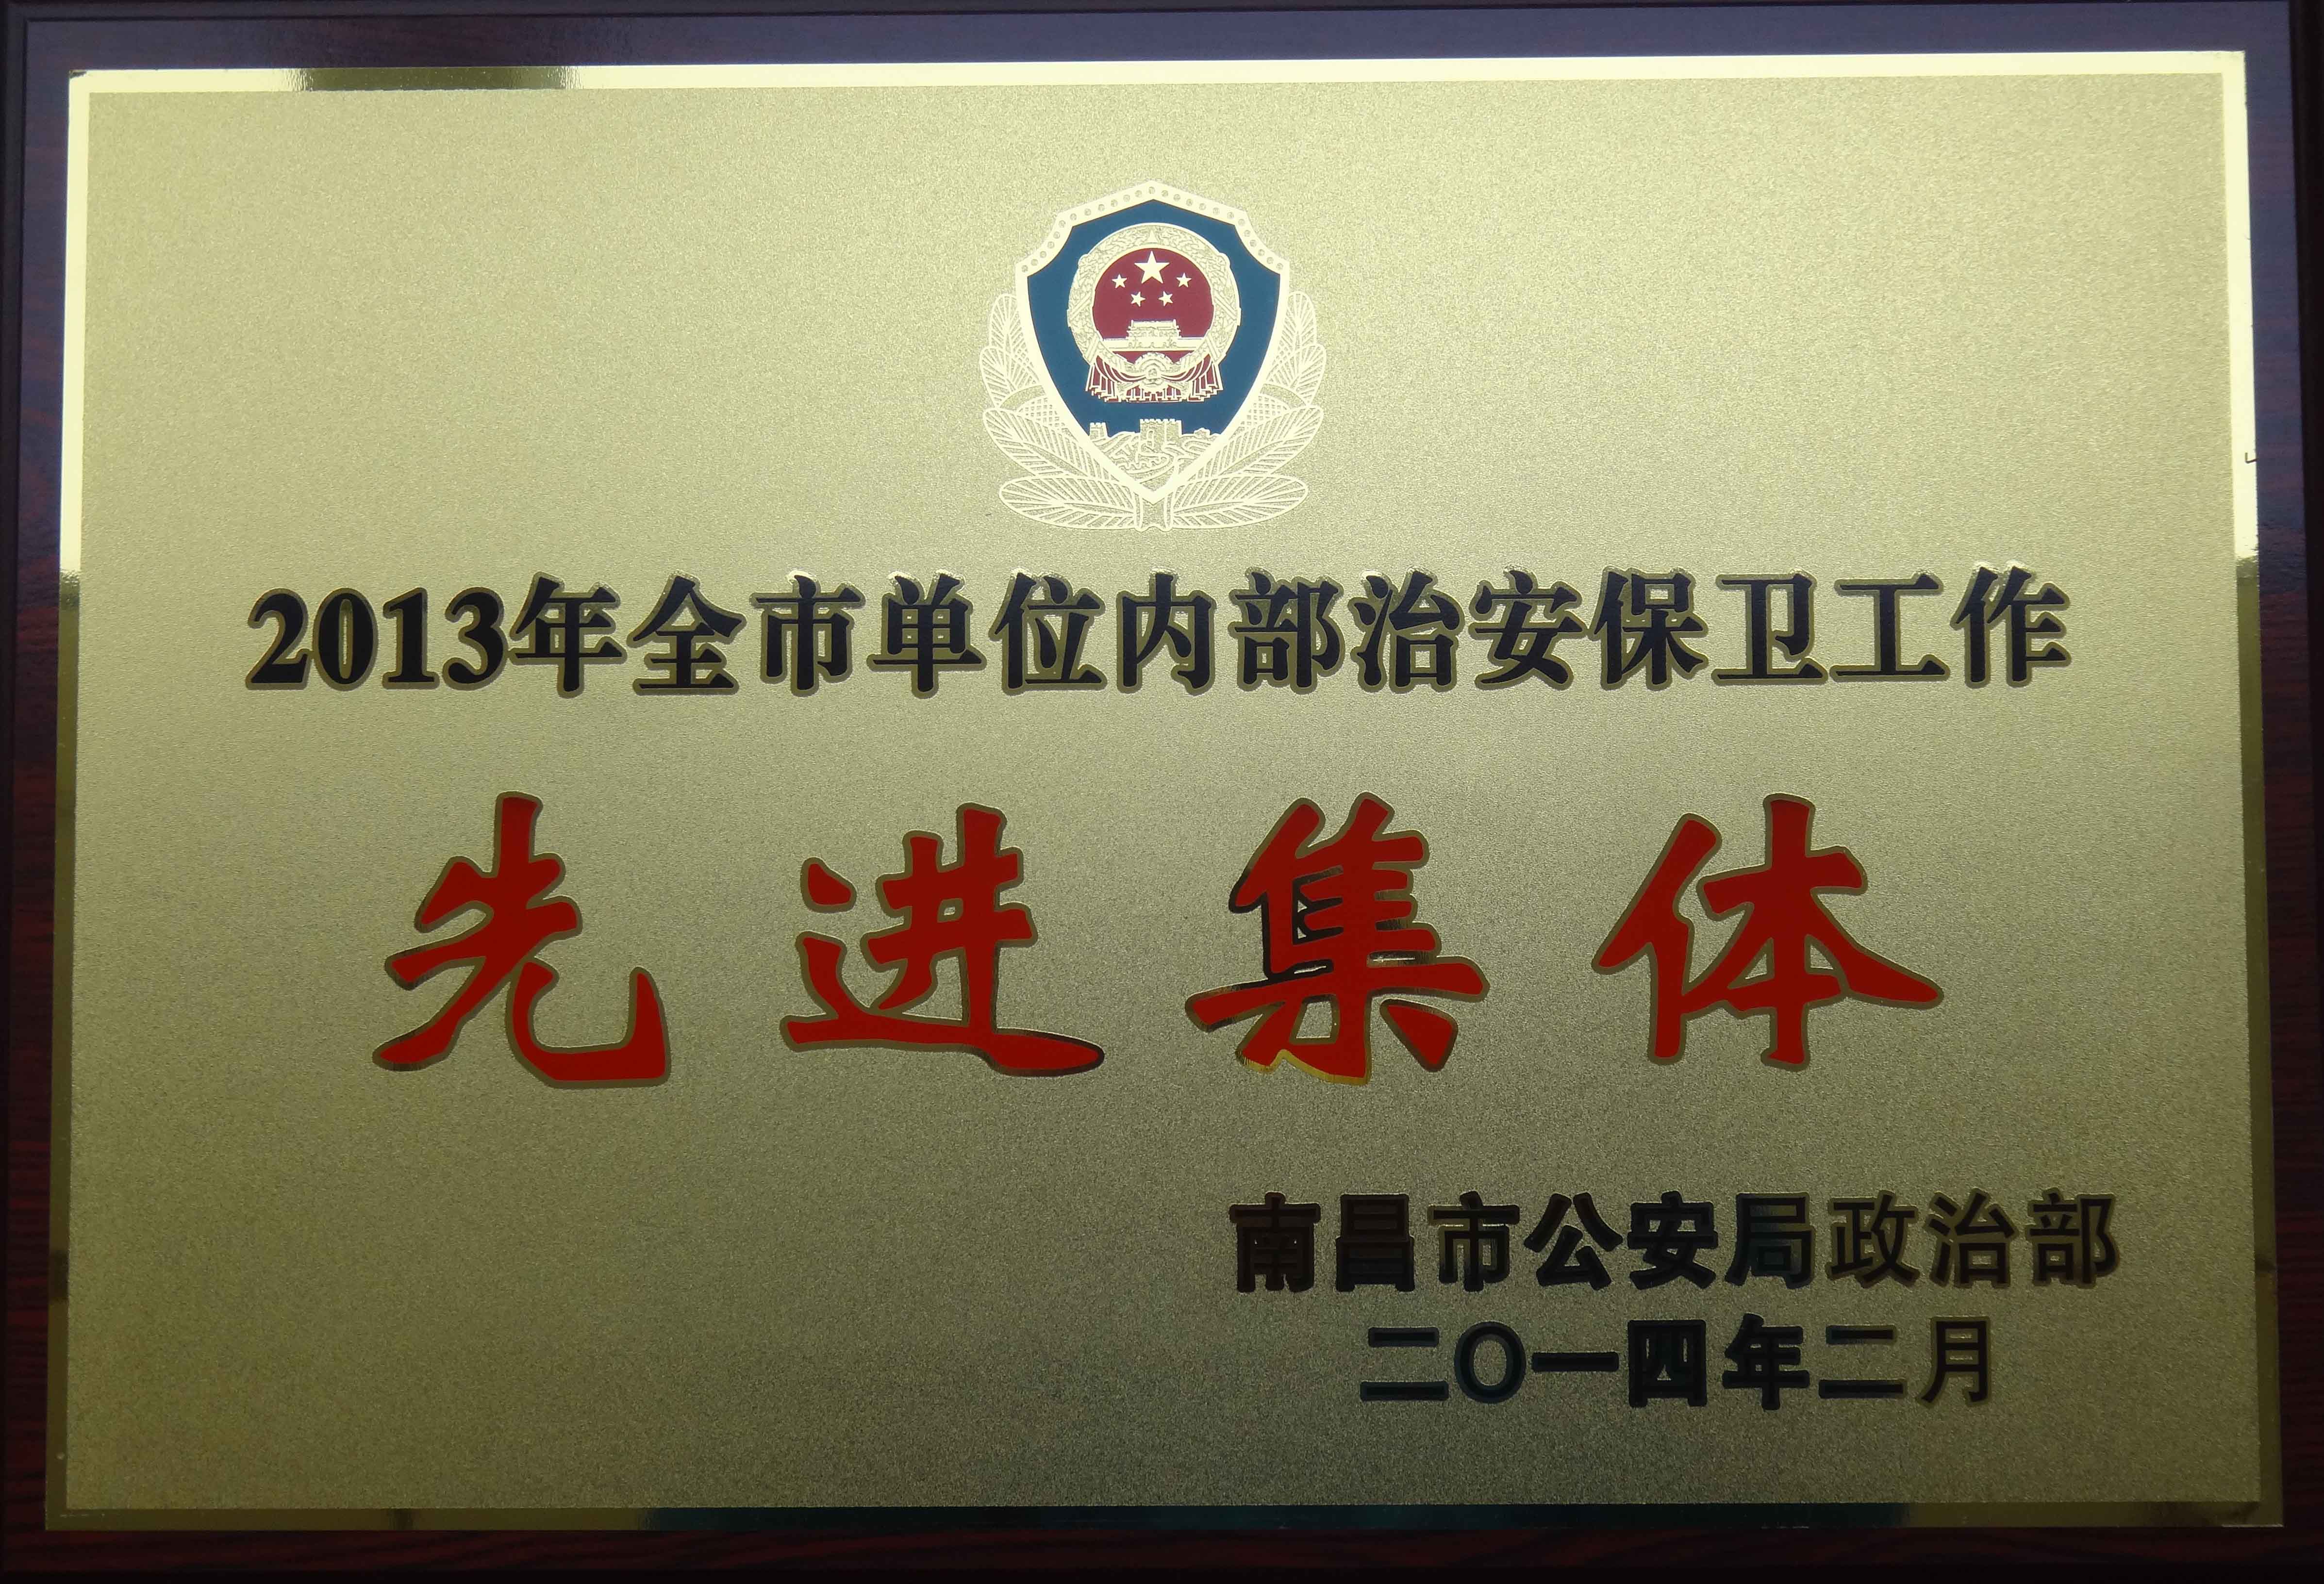 2013年全市单位内部治安保卫工作
先进集体
南昌市公安局政治部
二〇一四年二月